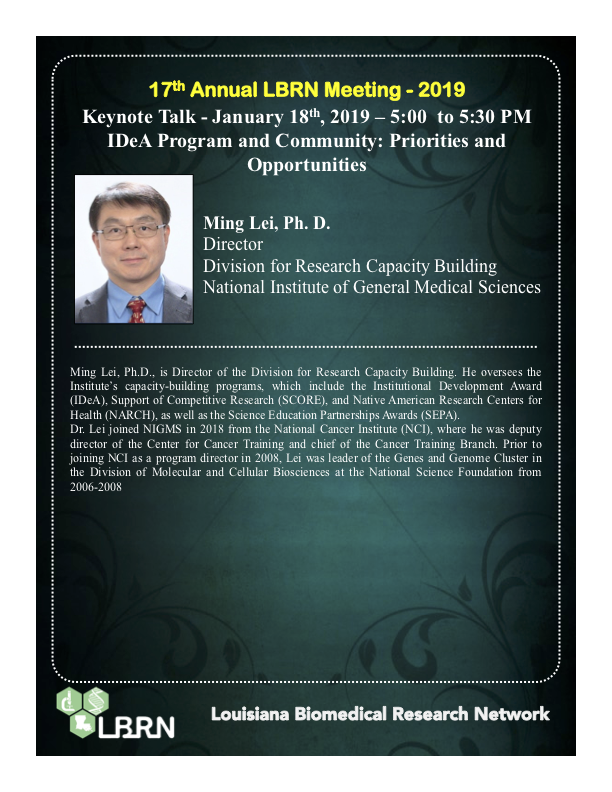 17th Annual LBRN Meeting - 2019
Keynote Talk - January 18th, 2019 – 5:00 to 5:30 PM
IDeA Program and Community: Priorities and
Opportunities
Ming Lei, Ph. D.
Director
Division for Research Capacity Building
National Institute of General Medical Sciences
Ming Lei, Ph.D., is Director of the Division for Research Capacity Building. He oversees the
Institute's capacity-building programs, which include the Institutional Development Award
(IDeA), Support of Competitive Research (SCORE), and Native American Research Centers for
Health (NARCH), as well as the Science Education Partnerships Awards (SEPA).
Dr. Lei joined NIGMS in 2018 from the National Cancer Institute (NCI), where he was deputy
director of the Center for Cancer Training and chief of the Cancer Training Branch. Prior to
joining NCI as a program director in 2008, Lei was leader of the Genes and Genome Cluster in
the Division of Molecular and Cellular Biosciences at the National Science Foundation from
2006-2008
LBRN
Louisiana Biomedical Research Network